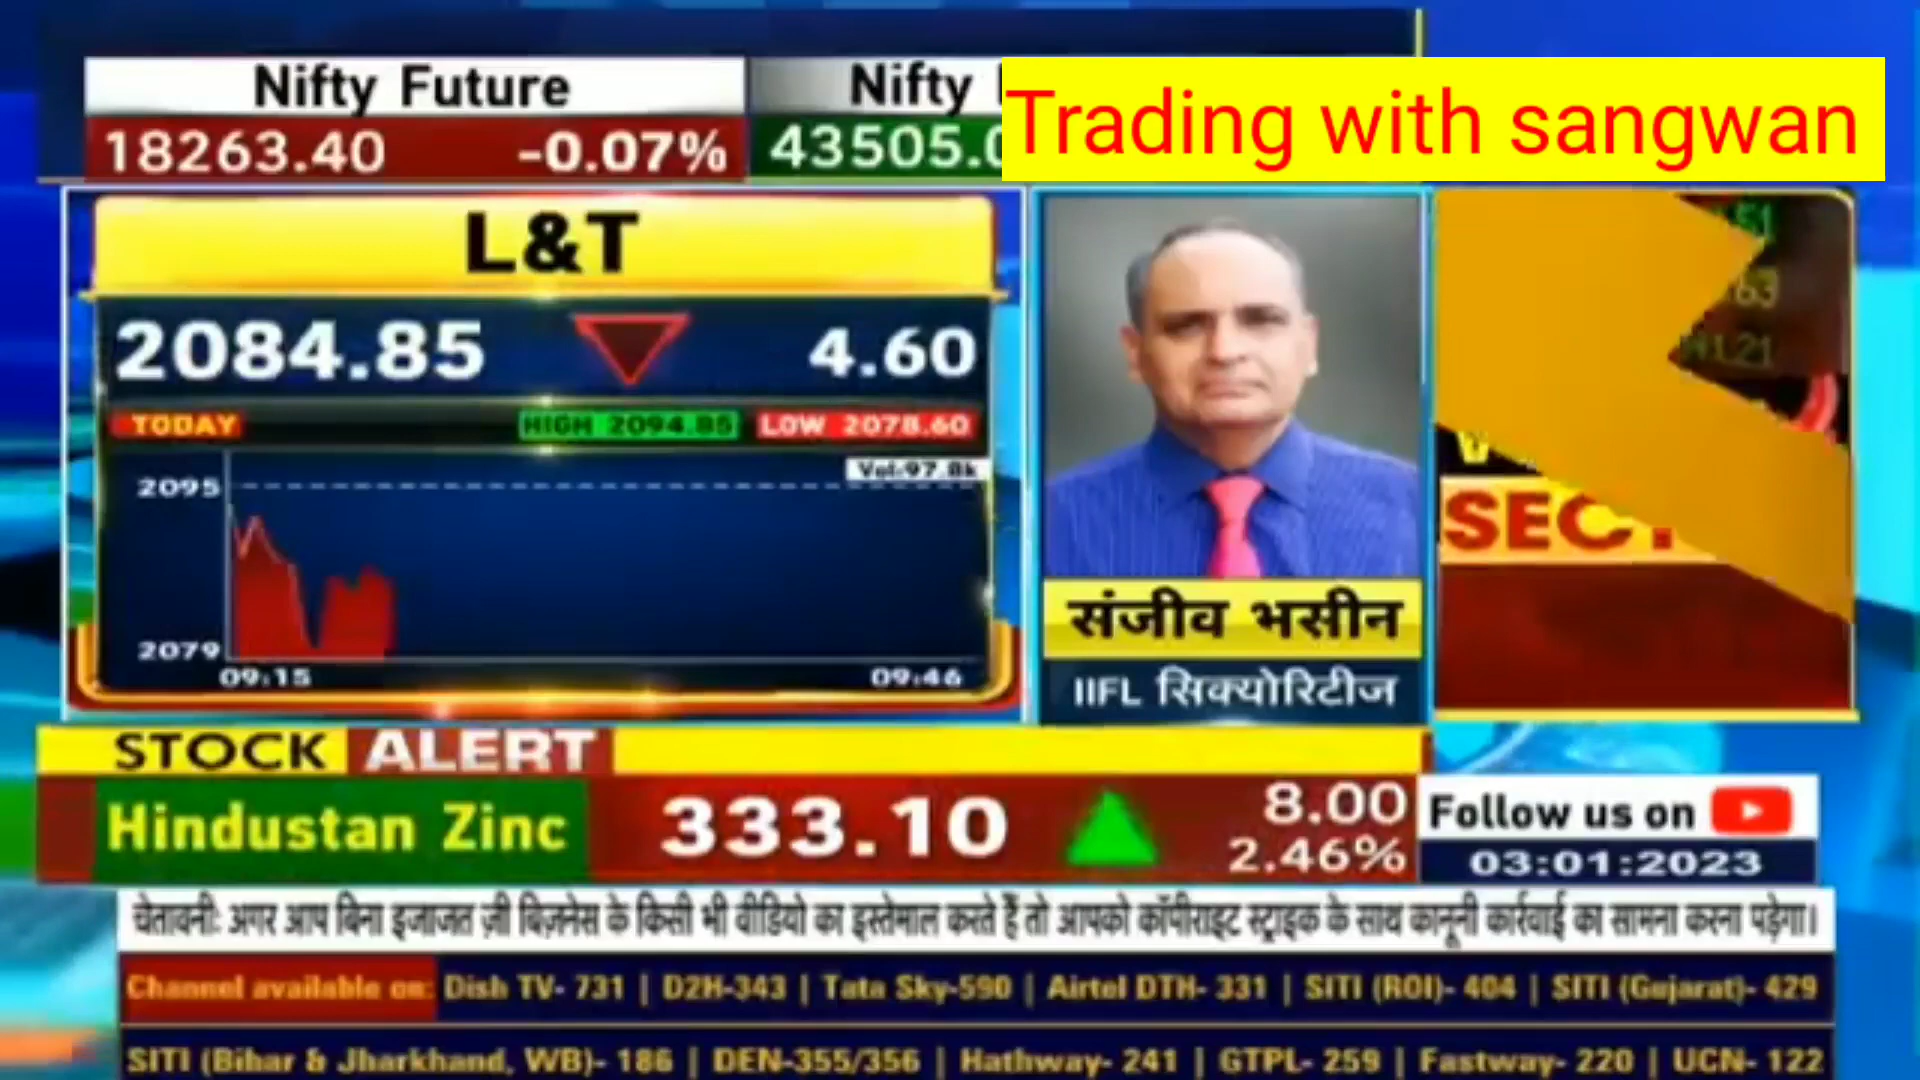 Nifty Future
18263.40 -0.07%
Nifty
43505.0
Trading with sangwan
L&T
2084.85 4.60
TODAY HIGH 2094.85 LOW 2078.60
Vol:97.8k
2095
2079
09:15 09:46
संजीव भसीन
IIFL सिक्योरिटीज
.51
.63
41.21
SEC.
STOCK ALERT
Hindustan Zinc 333.10 8.00
2.46%
Follow us on
03:01:2023
चेतावनी: अगर आप बिना इजाजत ज़ी बिज़नेस के किसी भी वीडियो का इस्तेमाल करते हैं तो आपको कॉपीराइट स्ट्राइक के साथ कानूनी कार्रवाई का सामना करना पड़ेगा।
Channel available on: Dish TV- 731 | D2H-343 | Tata Sky-590 | Airtel DTH- 331 | SITI (ROI)- 404 | SITI (Gujarat)- 429
SITI (Bihar & Jharkhand, WB)- 186 | DEN-355/356 | Hathway- 241 | GTPL- 259 | Fastway- 220 | UCN- 122